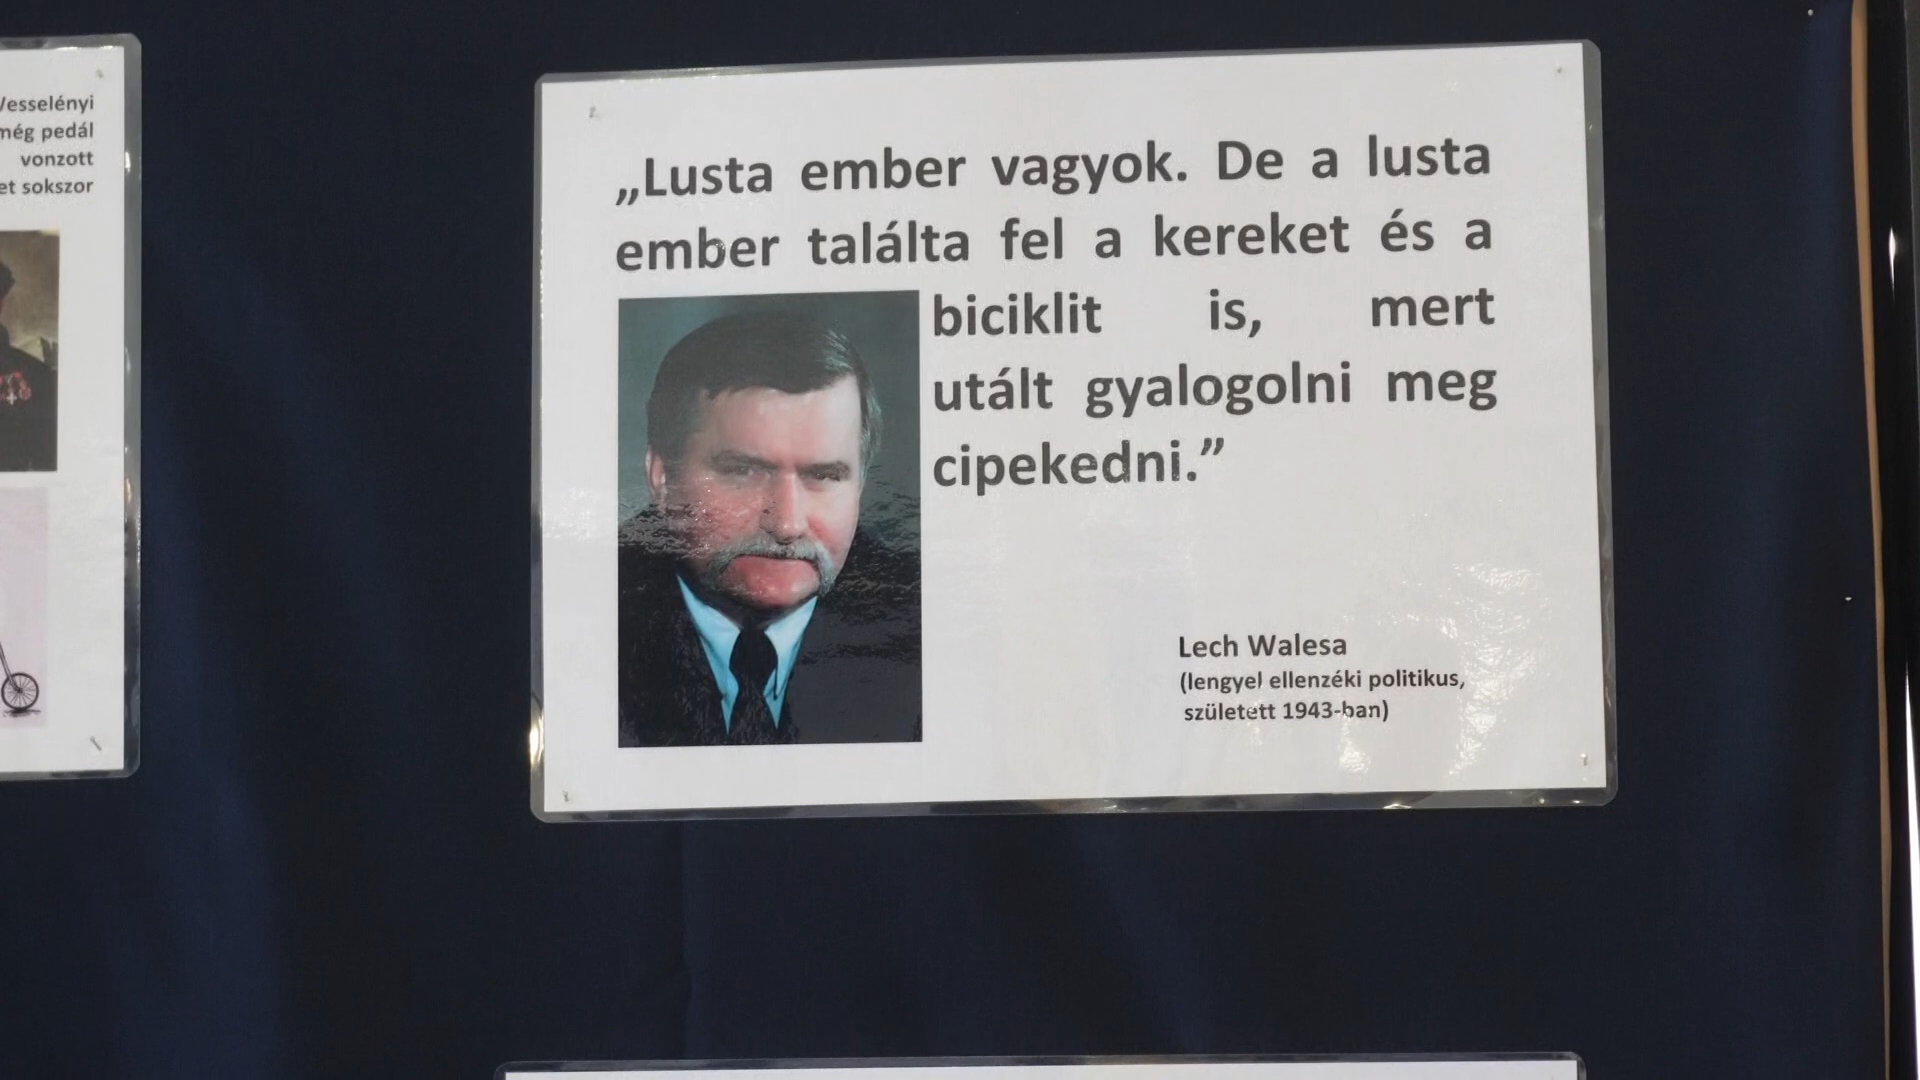 Vesselényi
még pedál
vonzott
et sokszor
„Lusta ember vagyok. De a lusta
ember találta fel a kereket és a
biciklit is, mert
utált gyalogolni meg
cipekedni.”
Lech Walesa
(lengyel ellenzéki politikus,
született 1943-ban)